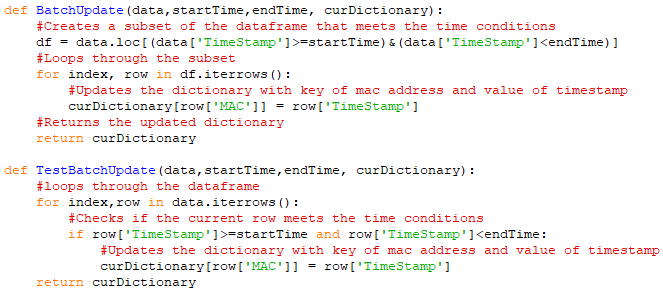 def BatchUpdate(data,startTime,endTime, curDictionary):
    #Creates a subset of the dataframe that meets the time conditions
    df = data.loc[(data['TimeStamp']>=startTime)&(data['TimeStamp']<endTime)]
    #Loops through the subset
    for index, row in df.iterrows():
        #Updates the dictionary with key of mac address and value of timestamp
        curDictionary[row['MAC']] = row['TimeStamp']
    #Returns the updated dictionary
    return curDictionary

def TestBatchUpdate(data,startTime,endTime, curDictionary):
    #loops through the dataframe
    for index,row in data.iterrows():
        #Checks if the current row meets the time conditions
        if row['TimeStamp']>=startTime and row['TimeStamp']<endTime:
            #Updates the dictionary with key of mac address and value of timestamp
            curDictionary[row['MAC']] = row['TimeStamp']
    return curDictionary